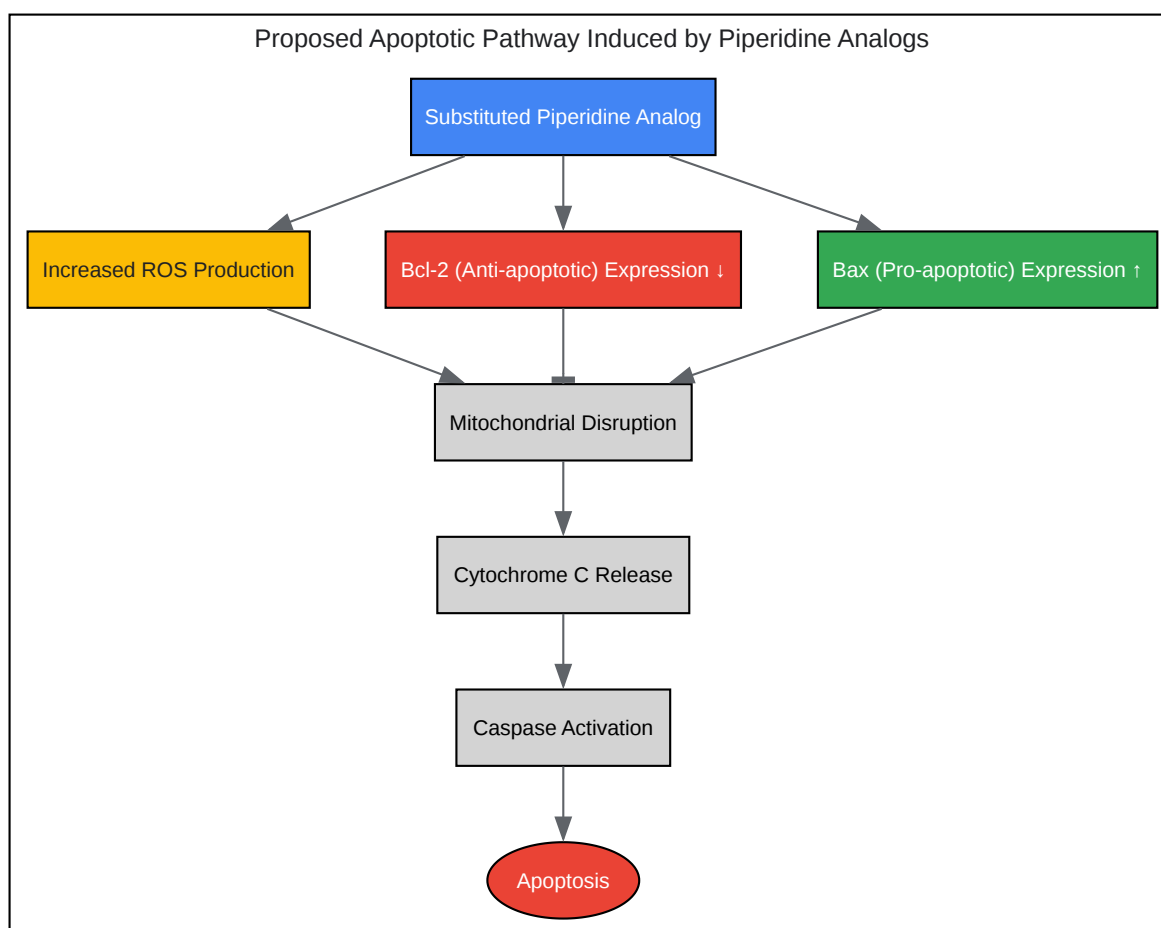 Proposed Apoptotic Pathway Induced by Piperidine Analogs
Substituted Piperidine Analog
Increased ROS Production
Bcl-2 (Anti-apoptotic) Expression ↓
Bax (Pro-apoptotic) Expression ↑
Mitochondrial Disruption
Cytochrome C Release
Caspase Activation
Apoptosis